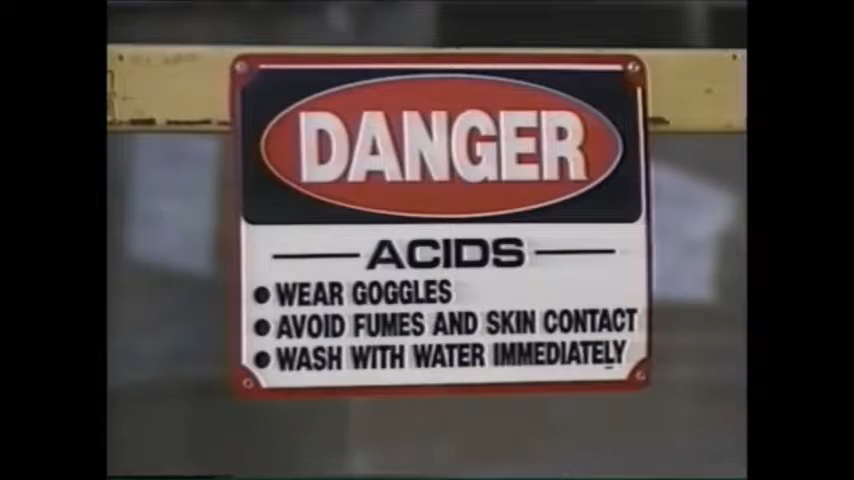 DANGER
ACIDS
● WEAR GOGGLES
● AVOID FUMES AND SKIN CONTACT
● WASH WITH WATER IMMEDIATELY